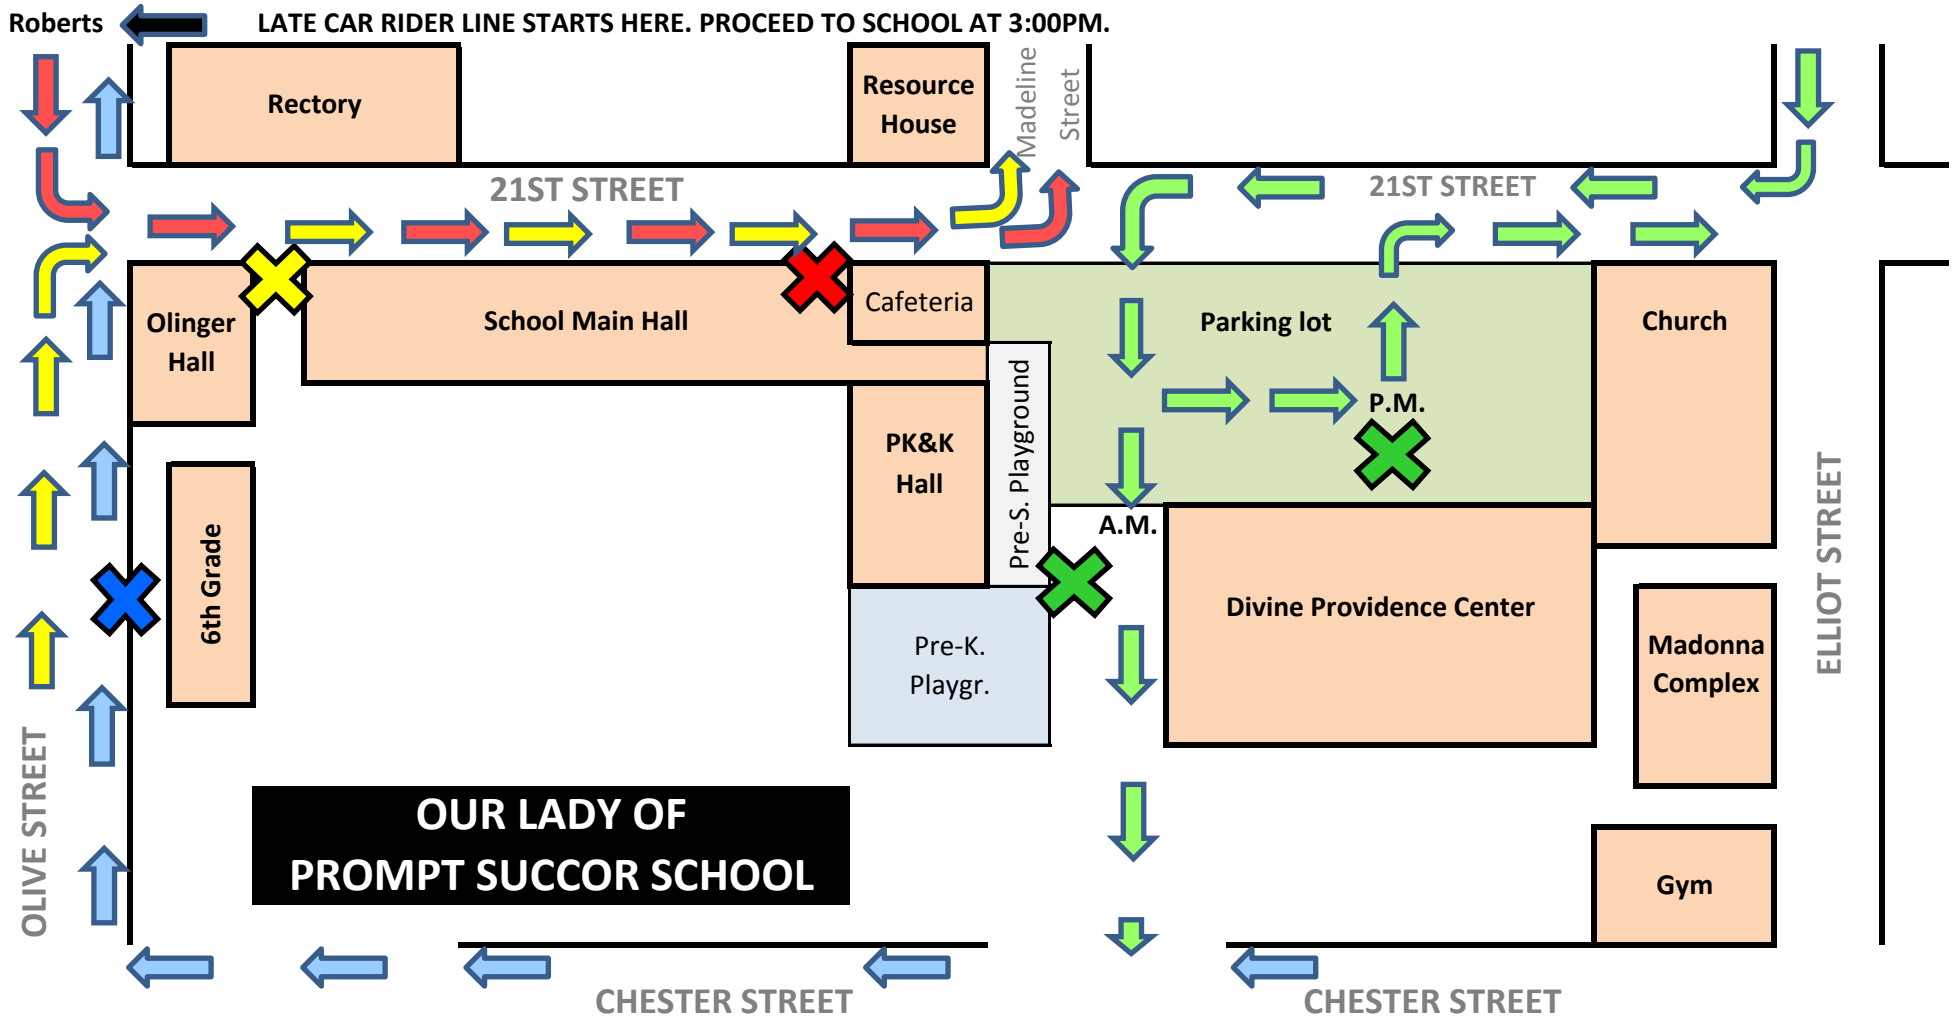 Roberts
LATE CAR RIDER LINE STARTS HERE. PROCEED TO SCHOOL AT 3:00PM.
Rectory
Resource
House
Madeline
Street
21ST STREET
21ST STREET
Olinger
Hall
School Main Hall
Cafeteria
Parking lot
Church
P.M.
PK&K
Hall
Pre-S. Playground
A.M.
6th Grade
Divine Providence Center
ELLIOT STREET
Pre-K.
Playgr.
Madonna
Complex
OLIVE STREET
OUR LADY OF
PROMPT SUCCOR SCHOOL
Gym
CHESTER STREET
CHESTER STREET